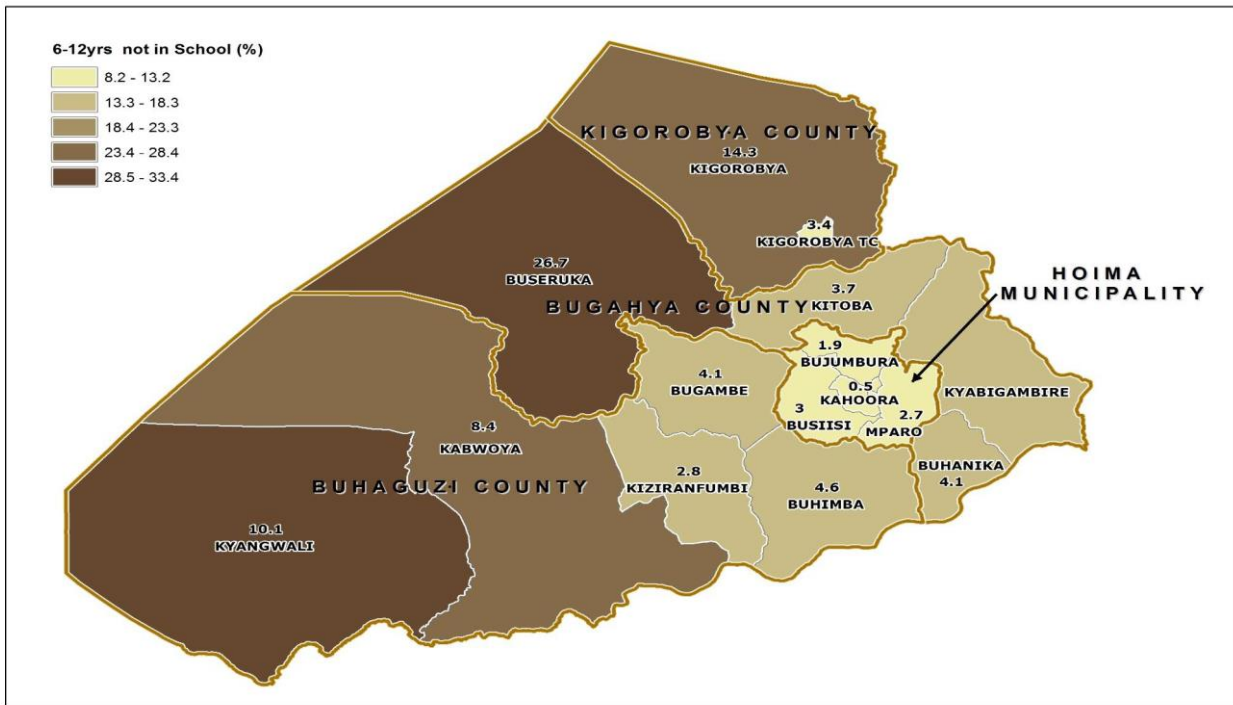 6-12yrs not in School (%)
8.2 - 13.2
13.3 - 18.3
18.4 - 23.3
23.4 - 28.4
28.5 - 33.4
KIGOROBYA COUNTY
14.3
KIGOROBYA
3.4
KIGOROBYA TC
26.7
BUSERUKA
BUGAHYA COUNTY
3.7
KITOBA
HOIMA
MUNICIPALITY
1.9
BUJUMBURA
4.1
BUGAMBE
0.5
KAHOORA
KYABIGAMBIRE
3
BUSIISI
2.7
MPARO
8.4
KABWOYA
2.8
KIZIRANFUMBI
BUHANIKA
4.1
BUHAGUZI COUNTY
4.6
BUHIMBA
10.1
KYANGWALI